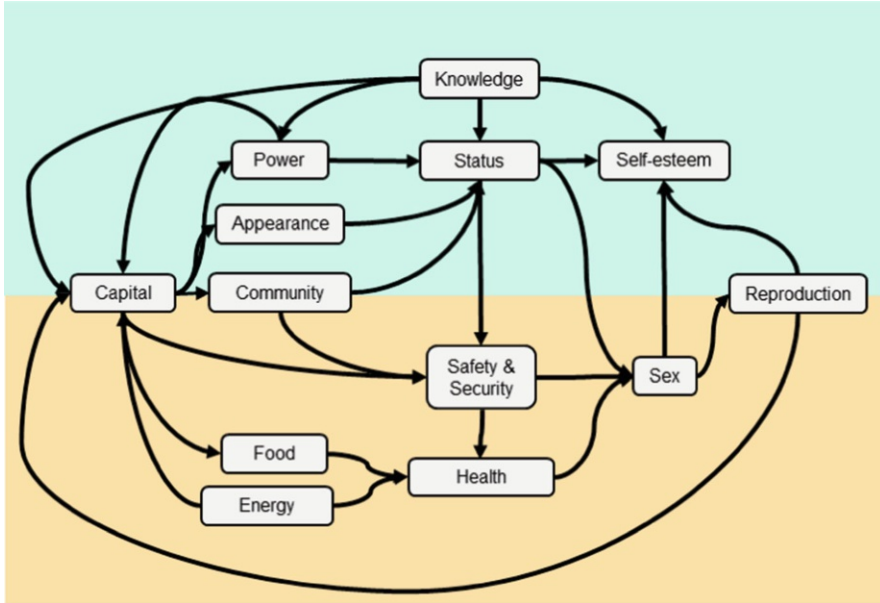 Knowledge
Power
Status
Self-esteem
Appearance
Capital
Community
Reproduction
Safety &
Security
Sex
Food
Health
Energy